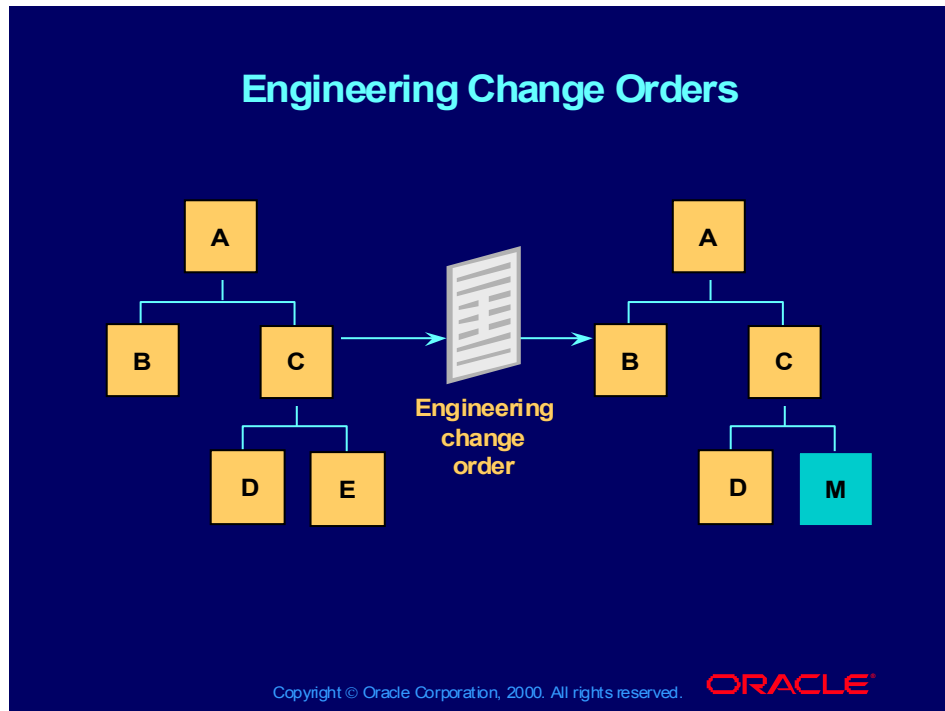 Engineering Change Orders
A
A
B
C
B
C
Engineering
change
order
D
E
D
M
Copyright © Oracle Corporation, 2000. All rights reserved.
ORACLE®